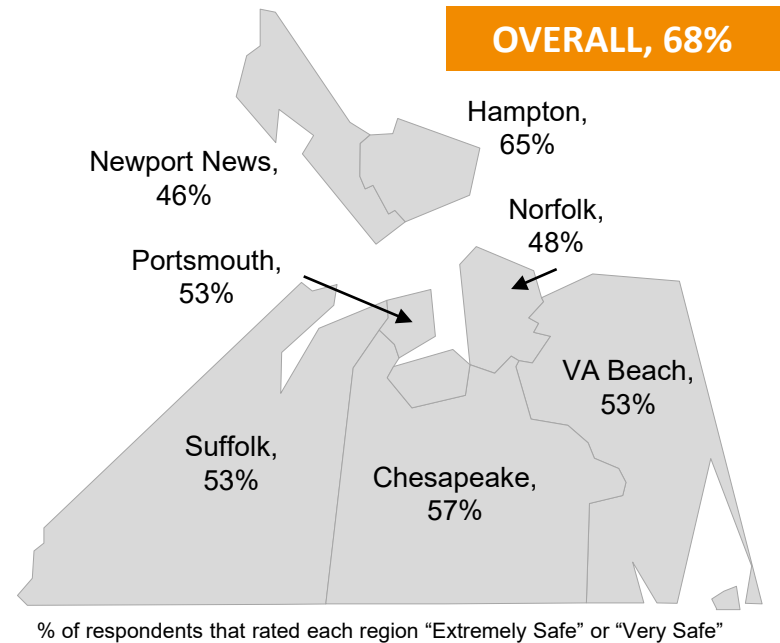 OVERALL, 68%
Hampton,
65%
Newport News,
46%
Norfolk,
48%
Portsmouth,
53%
VA Beach,
53%
Suffolk,
53%
Chesapeake,
57%
% of respondents that rated each region “Extremely Safe” or “Very Safe”